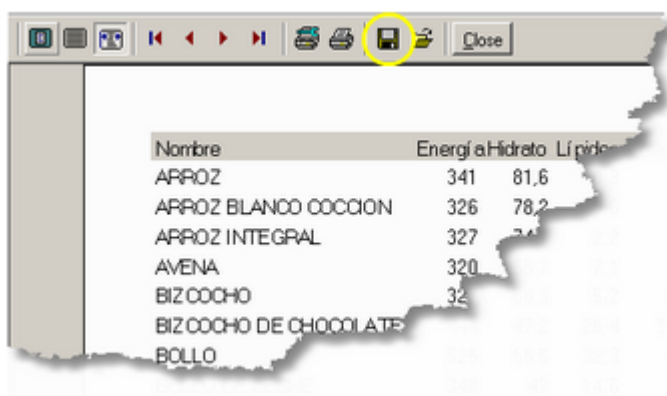 Close
Nombre Energía Hidrato Lípidos
ARROZ 341 81,6
ARROZ BLANCO COCCION 326 78,2
ARROZ INTEGRAL 327
AVENA 320
BIZCOCHO
BIZCOCHO DE CHOCOLATE
BOLLO